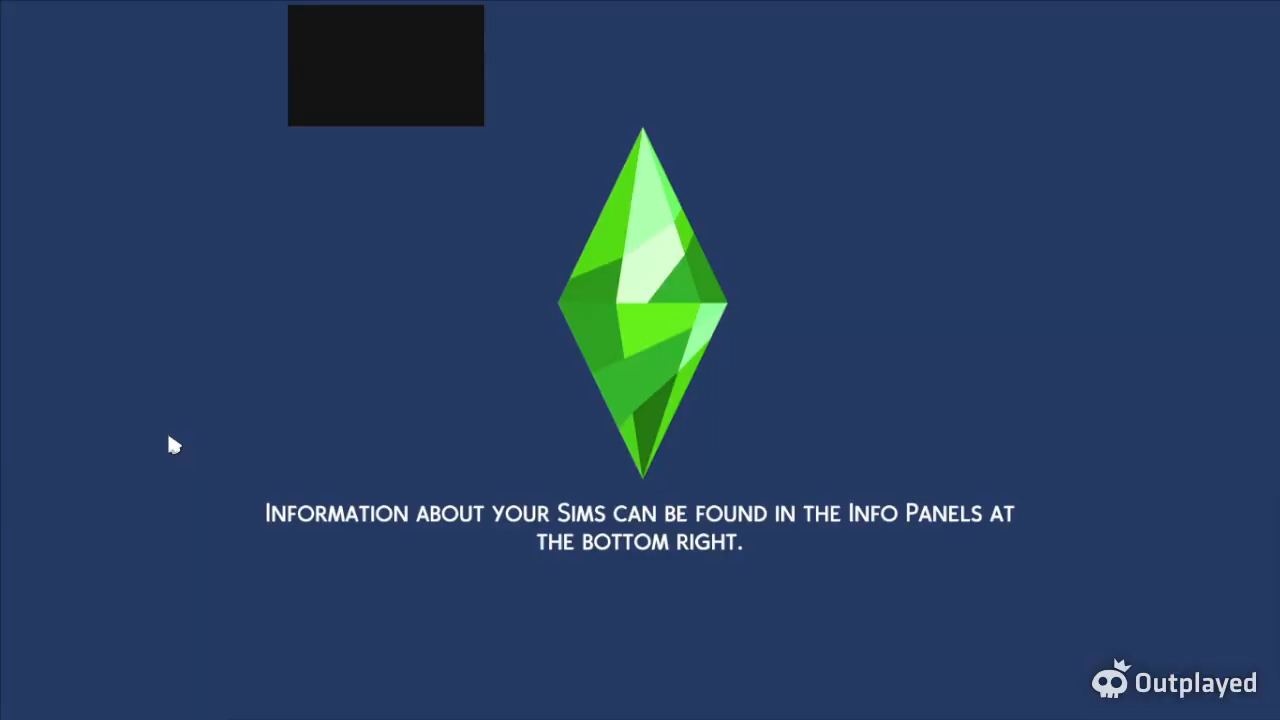 Information about your Sims can be found in the Info Panels at
the bottom right.
Outplayed